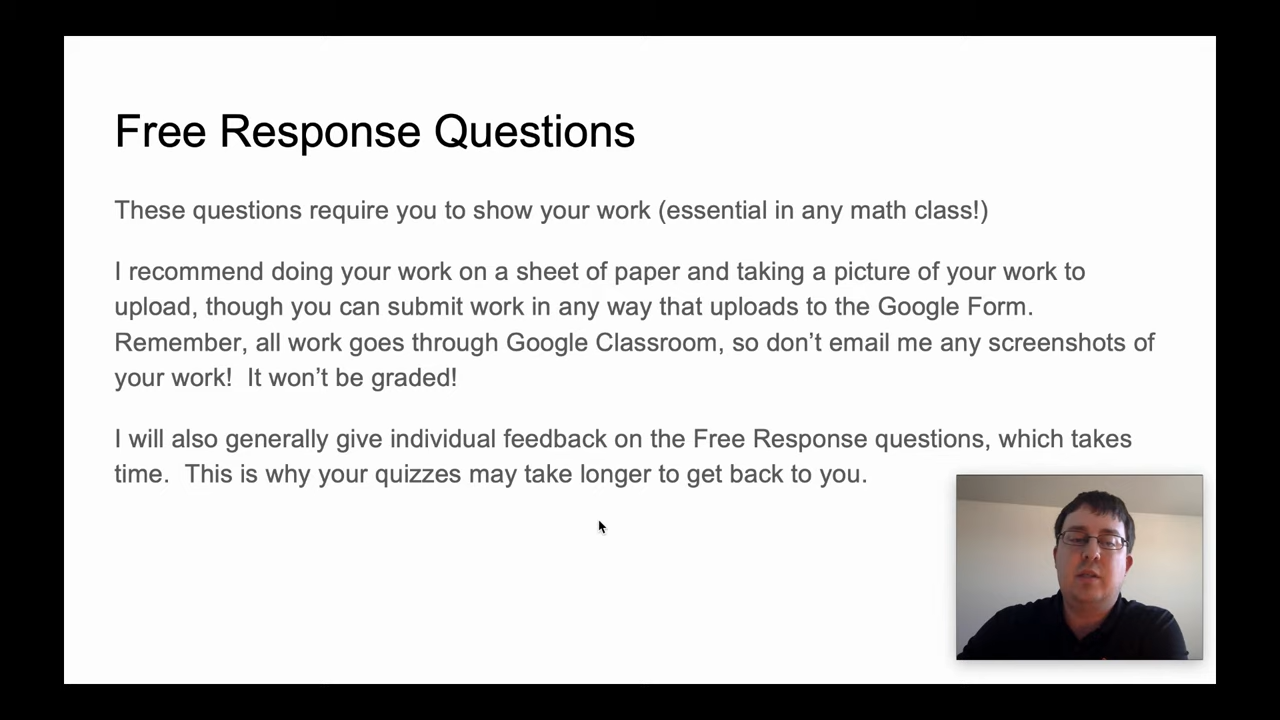 Free Response Questions
These questions require you to show your work (essential in any math class!)
I recommend doing your work on a sheet of paper and taking a picture of your work to
upload, though you can submit work in any way that uploads to the Google Form.
Remember, all work goes through Google Classroom, so don’t email me any screenshots of
your work!  It won’t be graded!
I will also generally give individual feedback on the Free Response questions, which takes
time.  This is why your quizzes may take longer to get back to you.